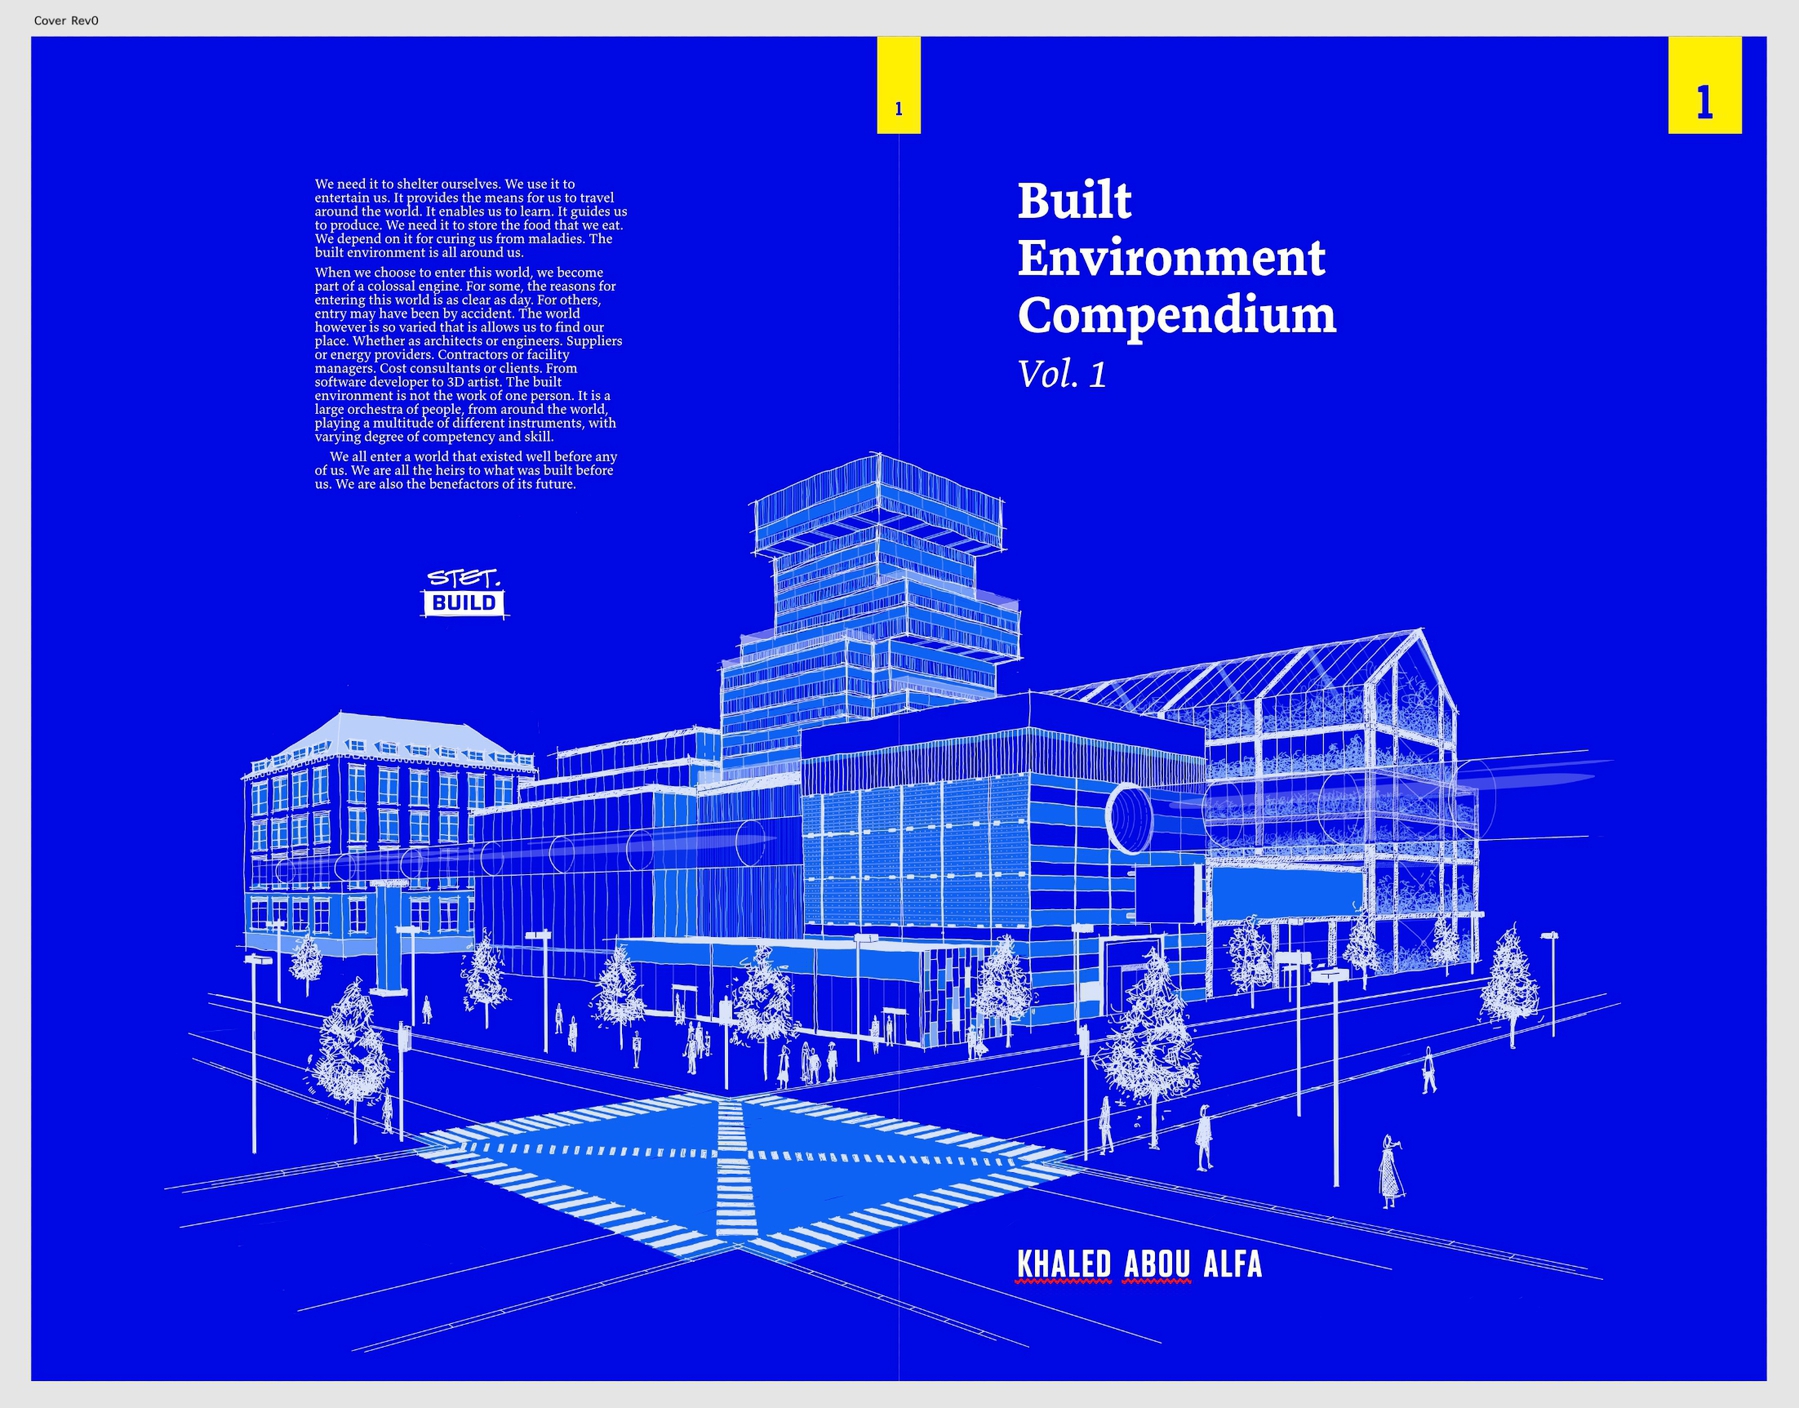 Cover Rev0
1
1
We need it to shelter ourselves. We use it to
entertain us. It provides the means for us to travel
around the world. It enables us to learn. It guides us
to produce. We need it to store the food that we eat.
We depend on it for curing us from maladies. The
built environment is all around us.
When we choose to enter this world, we become
part of a colossal engine. For some, the reasons for
entering this world is as clear as day. For others,
entry may have been by accident. The world
however is so varied that is allows us to find our
place. Whether as architects or engineers. Suppliers
or energy providers. Contractors or facility
managers. Cost consultants or clients. From
software developer to 3D artist. The built
environment is not the work of one person. It is a
large orchestra of people, from around the world,
playing a multitude of different instruments, with
varying degree of competency and skill.
We all enter a world that existed well before any
of us. We are all the heirs to what was built before
us. We are also the benefactors of its future.
STET.
BUILD
Built
Environment
Compendium
Vol. 1
KHALED ABOU ALFA